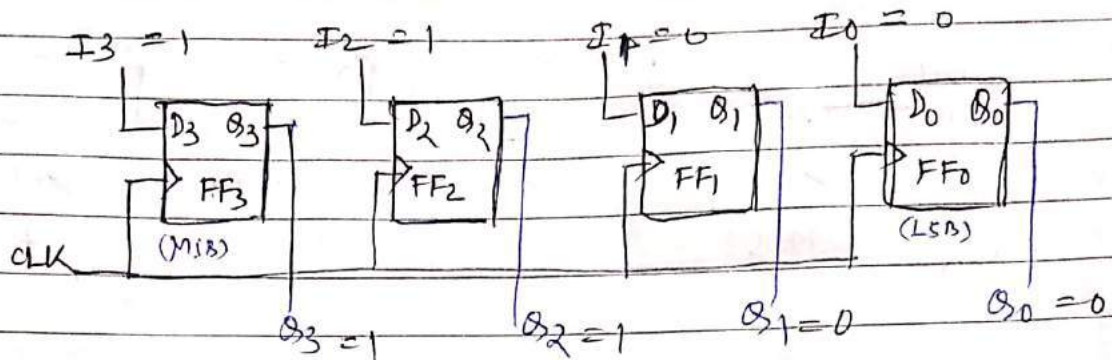 I3 = 1 I2 = 1 I1 = 0 I0 = 0
D3 Q3 D2 Q2 D1 Q1 D0 Q0
FF3 FF2 FF1 FF0
(MSB) (LSB)
CLK
Q3 = 1 Q2 = 1 Q1 = 0 Q0 = 0